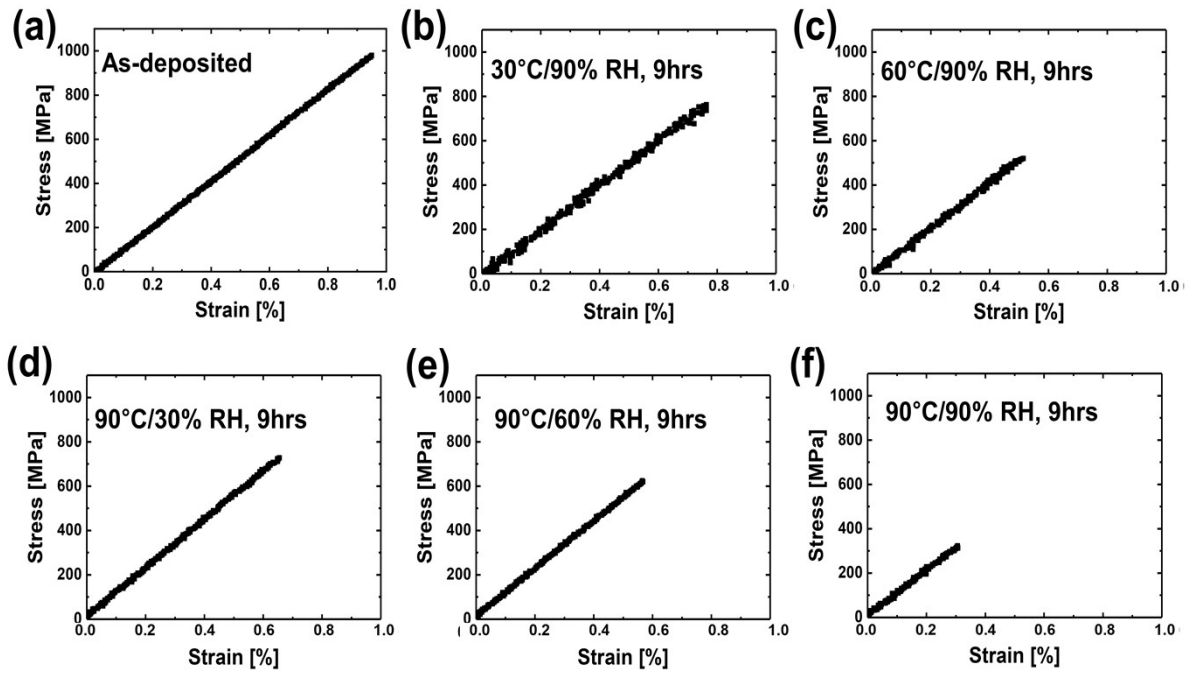 (a)
As-deposited
Stress [MPa]
1000
800
600
400
200
0
0.0 0.2 0.4 0.6 0.8 1.0
Strain [%]
(b)
30°C/90% RH, 9hrs
Stress [MPa]
1000
800
600
400
200
0
0.0 0.2 0.4 0.6 0.8 1.0
Strain [%]
(c)
60°C/90% RH, 9hrs
Stress [MPa]
1000
800
600
400
200
0
0.0 0.2 0.4 0.6 0.8 1.0
Strain [%]
(d)
90°C/30% RH, 9hrs
Stress [MPa]
1000
800
600
400
200
0
0.0 0.2 0.4 0.6 0.8 1.0
Strain [%]
(e)
90°C/60% RH, 9hrs
Stress [MPa]
1000
800
600
400
200
0
0.0 0.2 0.4 0.6 0.8 1.0
Strain [%]
(f)
90°C/90% RH, 9hrs
Stress [MPa]
1000
800
600
400
200
0
0.0 0.2 0.4 0.6 0.8 1.0
Strain [%]